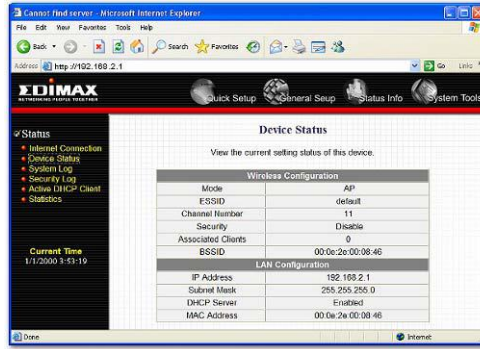 Cannot find server - Microsoft Internet Explorer
File Edit View Favorites Tools Help
Back Search Favorites
Address http://192.168.2.1 Go Links
EDIMAX
NETWORKING PEOPLE TOGETHER
Quick Setup General Seup Status Info System Tools
Status
Internet Connection
Device Status
System Log
Security Log
Active DHCP Client
Statistics
Current Time
1/1/2000 3:53:19
Device Status
View the current setting status of this device.
Wireless Configuration
Mode AP
ESSID default
Channel Number 11
Security Disable
Associated Clients 0
BSSID 00:0e:2e:00:08:46
LAN Configuration
IP Address 192.168.2.1
Subnet Mask 255.255.255.0
DHCP Server Enabled
MAC Address 00:0e:2e:00:08:46
Done Internet